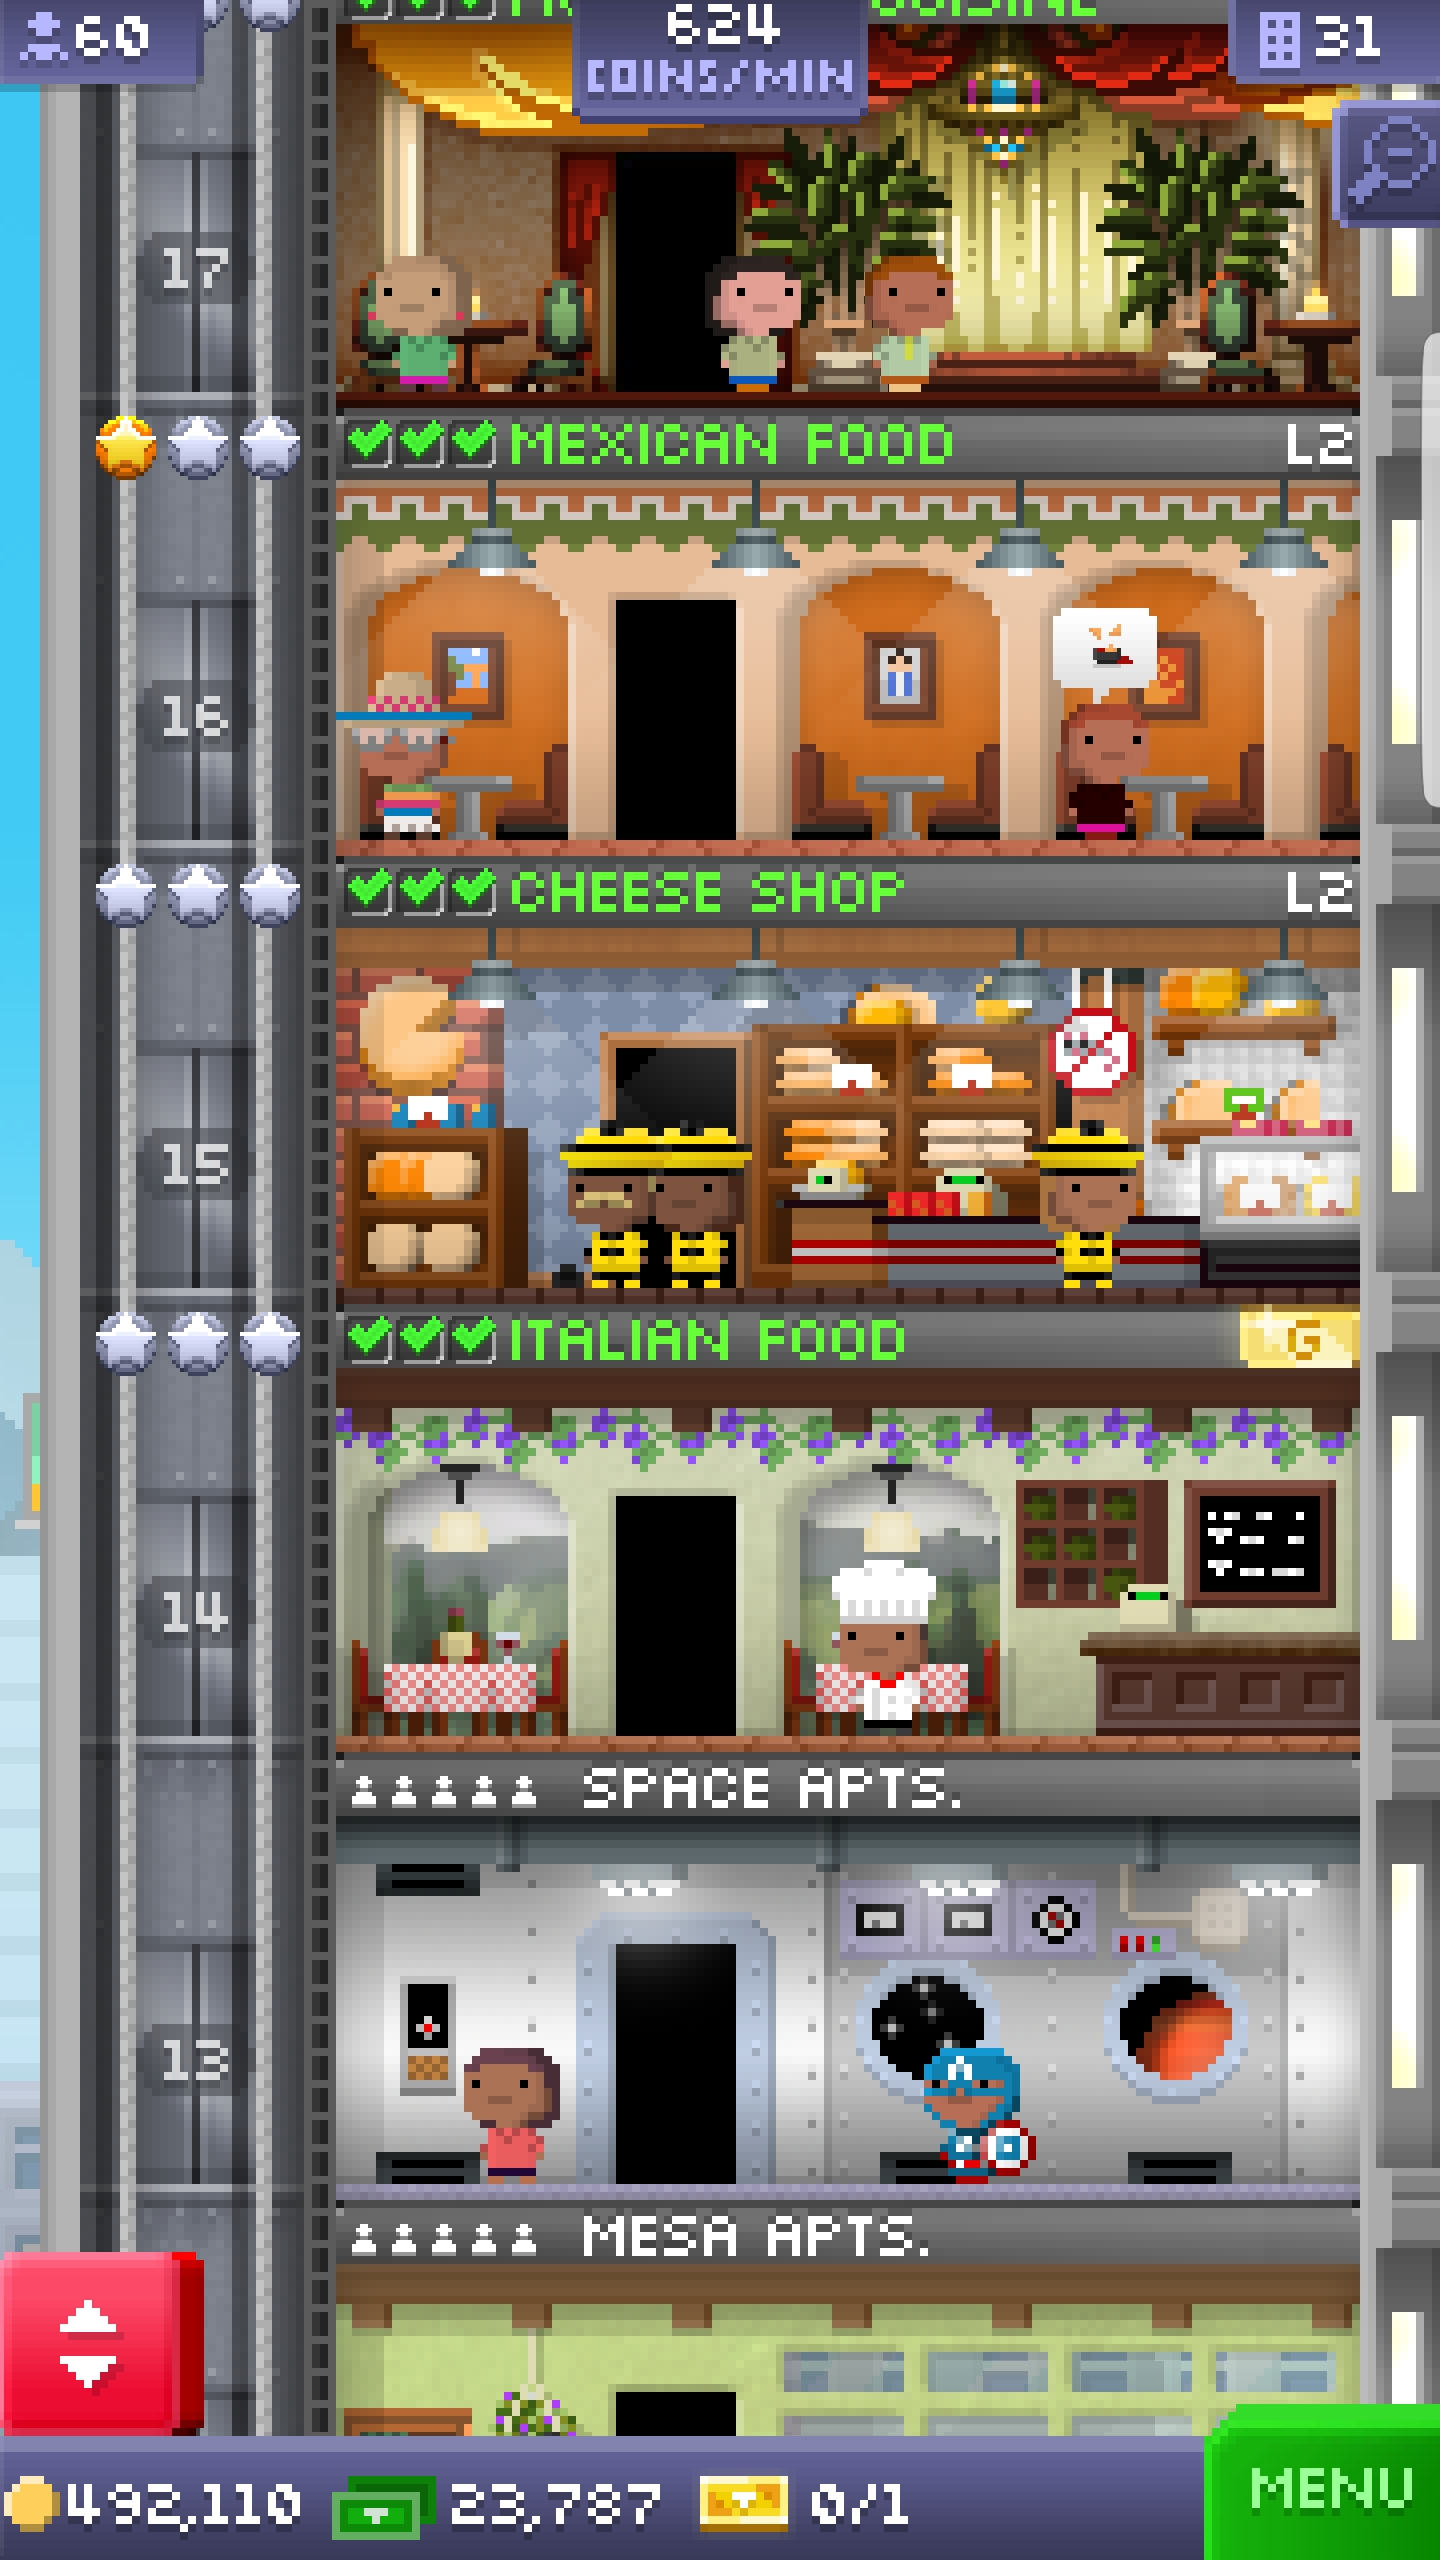 60
624
COINS/MIN
31
17
MEXICAN FOOD L2
16
CHEESE SHOP L2
15
ITALIAN FOOD G
14
SPACE APTS.
13
MESA APTS.
492,110
23,787
0/1
MENU